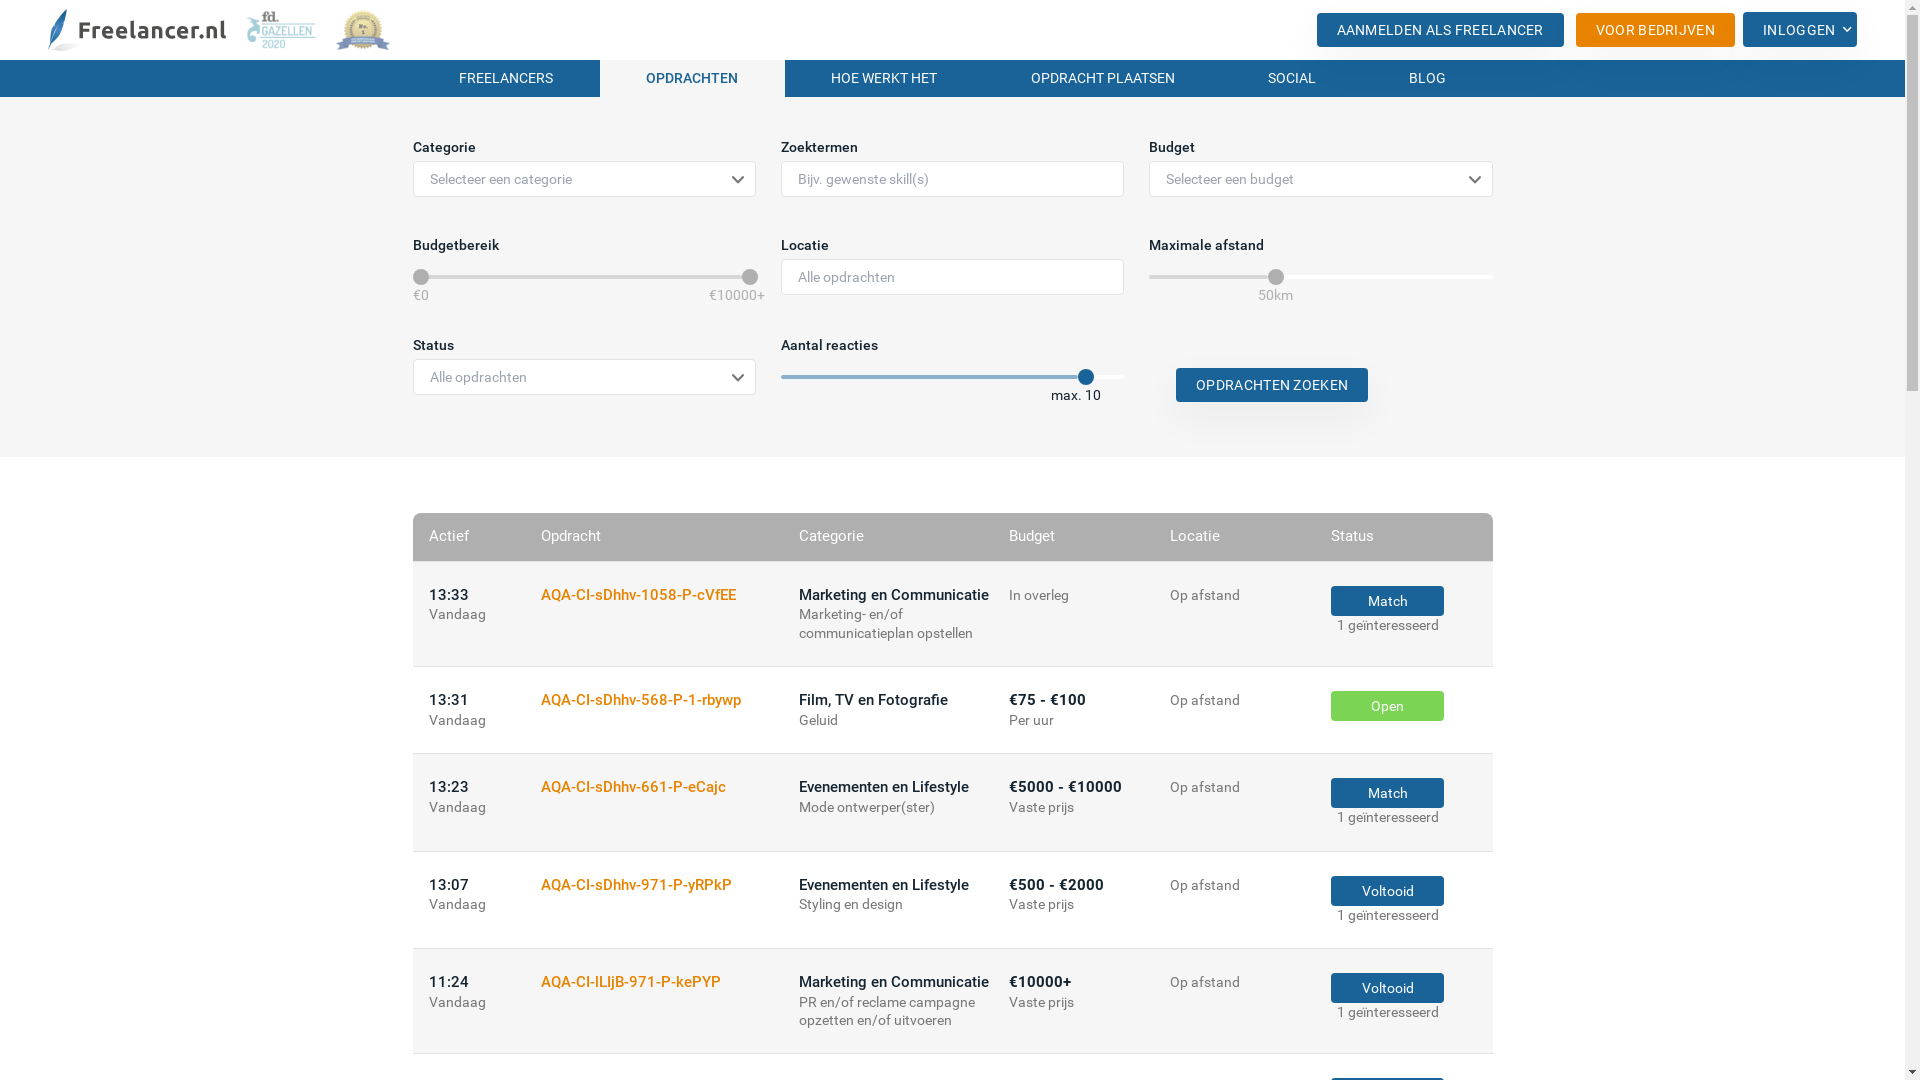 Freelancer.nl
fd.
GAZELLEN
2020
AANMELDEN ALS FREELANCER
VOOR BEDRIJVEN
INLOGGEN
FREELANCERS
OPDRACHTEN
HOE WERKT HET
OPDRACHT PLAATSEN
SOCIAL
BLOG
Categorie
Zoektermen
Budget
Selecteer een categorie
Bijv. gewenste skill(s)
Selecteer een budget
Budgetbereik
Locatie
Maximale afstand
Alle opdrachten
€0
€10000+
50km
Status
Aantal reacties
Alle opdrachten
max. 10
OPDRACHTEN ZOEKEN
Actief
Opdracht
Categorie
Budget
Locatie
Status
13:33
Vandaag
AQA-CI-sDhhv-1058-P-cVfEE
Marketing en Communicatie
Marketing- en/of
communicatieplan opstellen
In overleg
Op afstand
Match
1 geïnteresseerd
13:31
Vandaag
AQA-CI-sDhhv-568-P-1-rbywp
Film, TV en Fotografie
Geluid
€75 - €100
Per uur
Op afstand
Open
13:23
Vandaag
AQA-CI-sDhhv-661-P-eCajc
Evenementen en Lifestyle
Mode ontwerper(ster)
€5000 - €10000
Vaste prijs
Op afstand
Match
1 geïnteresseerd
13:07
Vandaag
AQA-CI-sDhhv-971-P-yRPkP
Evenementen en Lifestyle
Styling en design
€500 - €2000
Vaste prijs
Op afstand
Voltooid
1 geïnteresseerd
11:24
Vandaag
AQA-CI-lLIjB-971-P-kePYP
Marketing en Communicatie
PR en/of reclame campagne
opzetten en/of uitvoeren
€10000+
Vaste prijs
Op afstand
Voltooid
1 geïnteresseerd